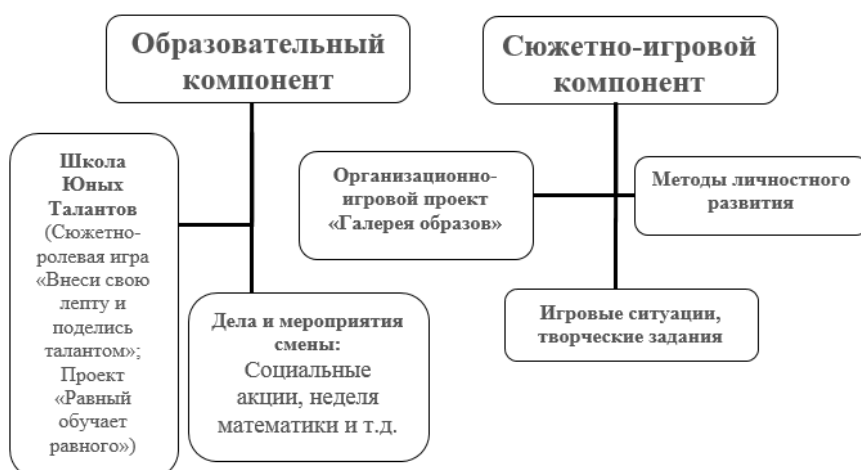 Образовательный
компонент
Сюжетно-игровой
компонент
Школа
Юных
Талантов
(Сюжетно-
ролевая игра
«Внеси свою
лепту и
поделись
талантом»;
Проект
«Равный
обучает
равного»)
Дела и мероприятия
смены:
Социальные
акции, неделя
математики и т.д.
Организационно-
игровой проект
«Галерея образов»
Методы личностного
развития
Игровые ситуации,
творческие задания